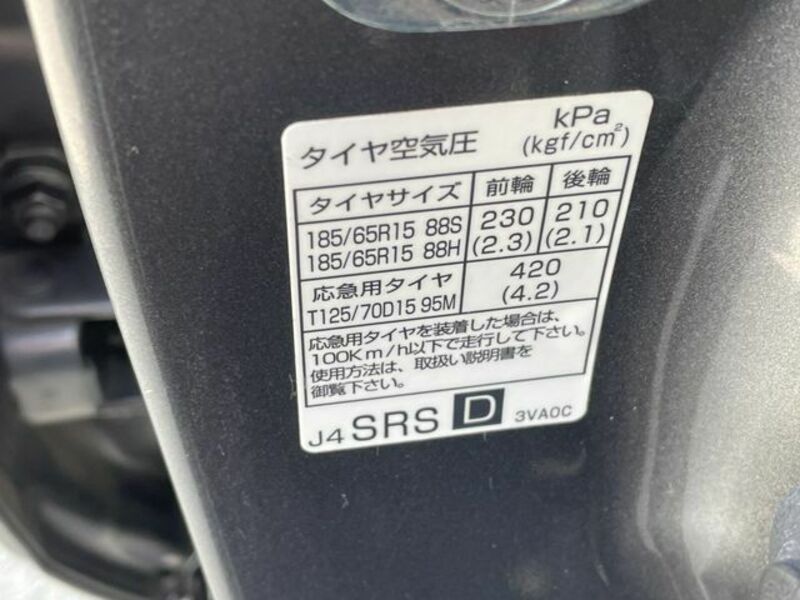 タイヤ空気圧 kPa
(kgf/cm²)
タイヤサイズ 前輪 後輪
185/65R15 88S 230 210
185/65R15 88H (2.3) (2.1)
応急用タイヤ 420
T125/70D15 95M (4.2)
応急用タイヤを装着した場合は、
100Km/h以下で走行して下さい。
使用方法は、取扱い説明書を
御覧下さい。
J4 SRS D 3VA0C